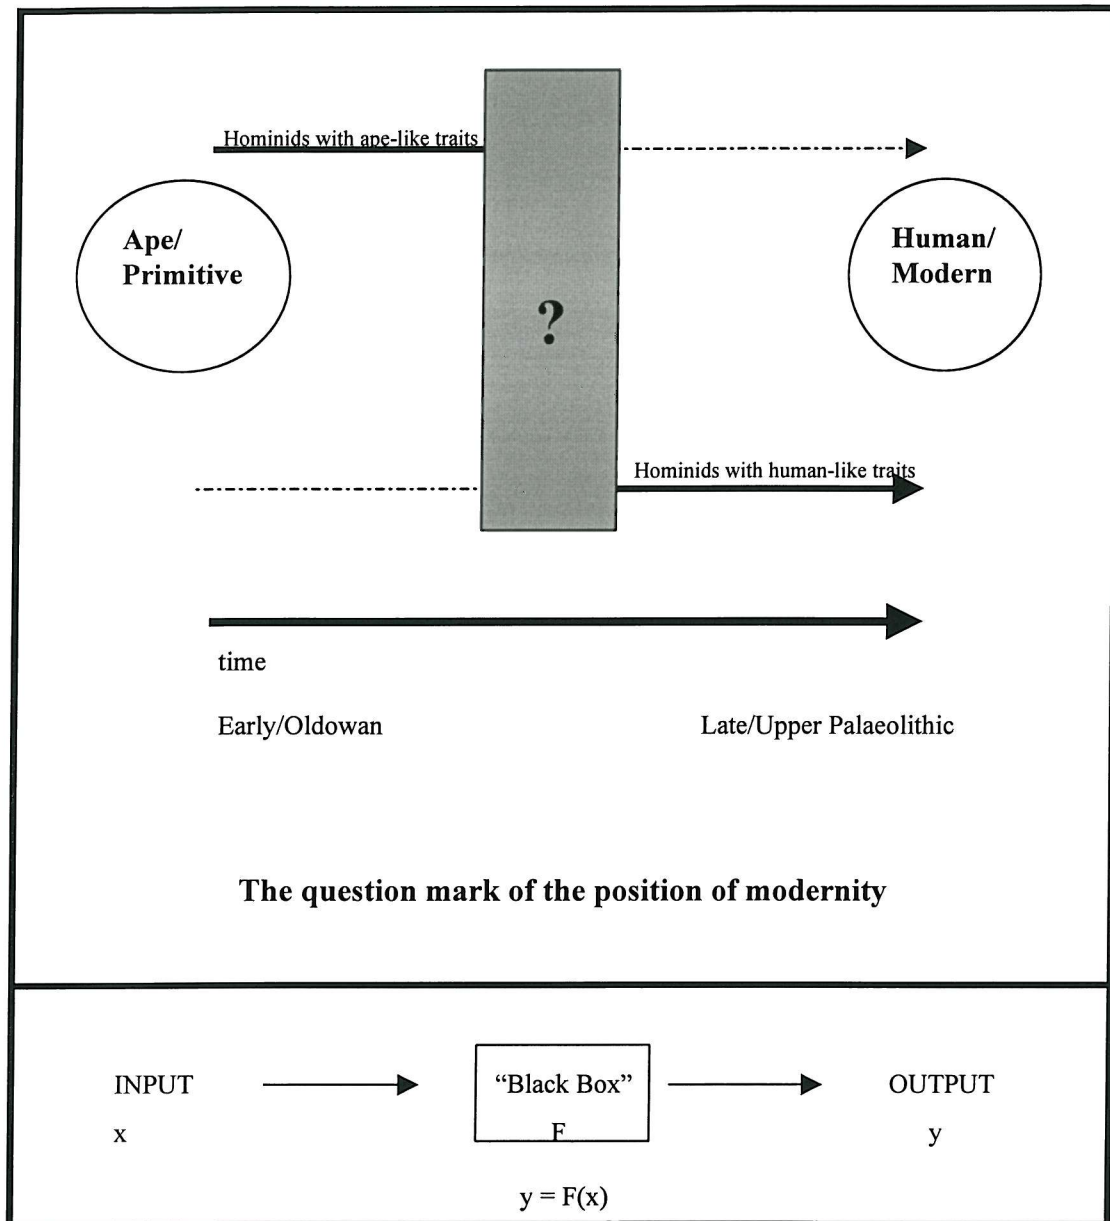 Hominids with ape-like traits
Ape/
Primitive
Human/
Modern
?
Hominids with human-like traits
time
Early/Oldowan
Late/Upper Palaeolithic
The question mark of the position of modernity
INPUT
“Black Box”
OUTPUT
x
F
y
y = F(x)